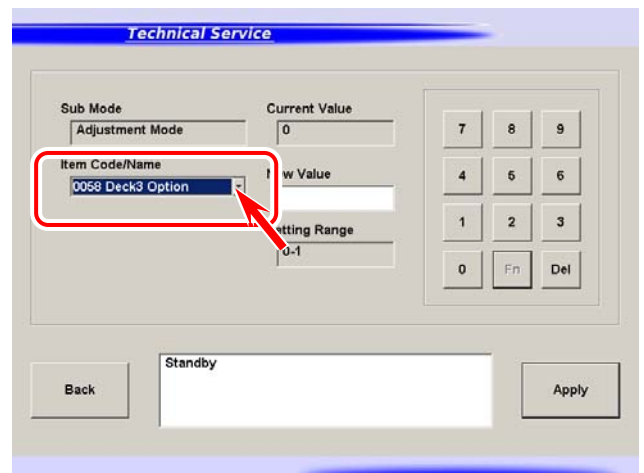 Technical Service
Sub Mode
Adjustment Mode
Current Value
0
Item Code/Name
0058 Deck3 Option
w Value
etting Range
0-1
7 8 9
4 5 6
1 2 3
0 Fn Del
Back
Standby
Apply